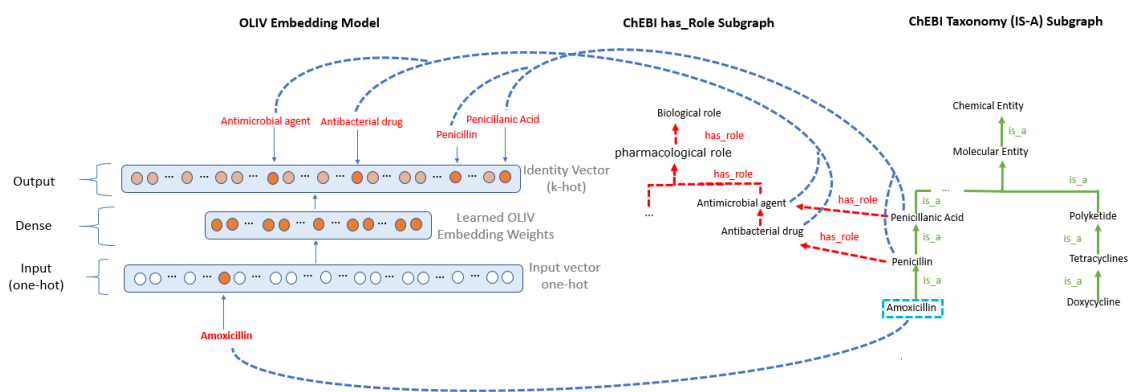 OLIV Embedding Model
ChEBI has_Role Subgraph
ChEBI Taxonomy (IS-A) Subgraph
Antimicrobial agent
Antibacterial drug
Penicillin
Penicillanic Acid
Output
Identity Vector
(k-hot)
Dense
Learned OLIV
Embedding Weights
Input
(one-hot)
Input vector
one-hot
Amoxicillin
Biological role
has_role
pharmacological role
has_role
...
Antimicrobial agent
has_role
Antibacterial drug
has_role
Chemical Entity
is_a
Molecular Entity
is_a
...
is_a
Penicillanic Acid
Polyketide
is_a
is_a
Penicillin
Tetracyclines
is_a
is_a
Amoxicillin
Doxycycline